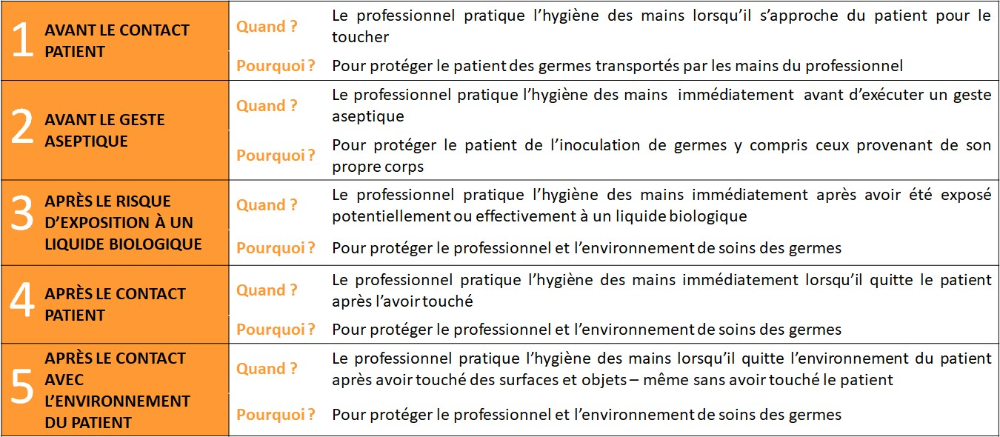 1
AVANT LE CONTACT
PATIENT
Quand ?
Le professionnel pratique l’hygiène des mains lorsqu’il s’approche du patient pour le
toucher
Pourquoi ?
Pour protéger le patient des germes transportés par les mains du professionnel
2
AVANT LE GESTE
ASEPTIQUE
Quand ?
Le professionnel pratique l’hygiène des mains immédiatement avant d’exécuter un geste
aseptique
Pourquoi ?
Pour protéger le patient de l’inoculation de germes y compris ceux provenant de son
propre corps
3
APRÈS LE RISQUE
D’EXPOSITION À UN
LIQUIDE BIOLOGIQUE
Quand ?
Le professionnel pratique l’hygiène des mains immédiatement après avoir été exposé
potentiellement ou effectivement à un liquide biologique
Pourquoi ?
Pour protéger le professionnel et l’environnement de soins des germes
4
APRÈS LE CONTACT
PATIENT
Quand ?
Le professionnel pratique l’hygiène des mains immédiatement lorsqu’il quitte le patient
après l’avoir touché
Pourquoi ?
Pour protéger le professionnel et l’environnement de soins des germes
5
APRÈS LE CONTACT
AVEC
L’ENVIRONNEMENT
DU PATIENT
Quand ?
Le professionnel pratique l’hygiène des mains lorsqu’il quitte l’environnement du patient
après avoir touché des surfaces et objets – même sans avoir touché le patient
Pourquoi ?
Pour protéger le professionnel et l’environnement de soins des germes